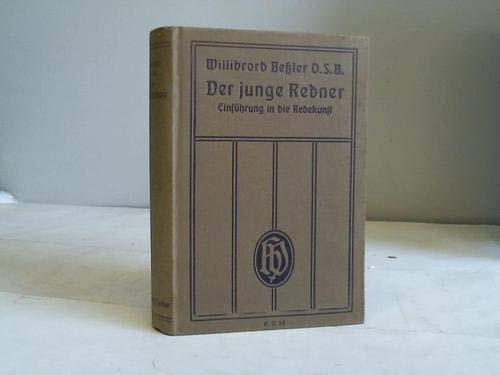 Willibrord Beßler O.S.B.
Der junge Redner
Einführung in die Redekunst